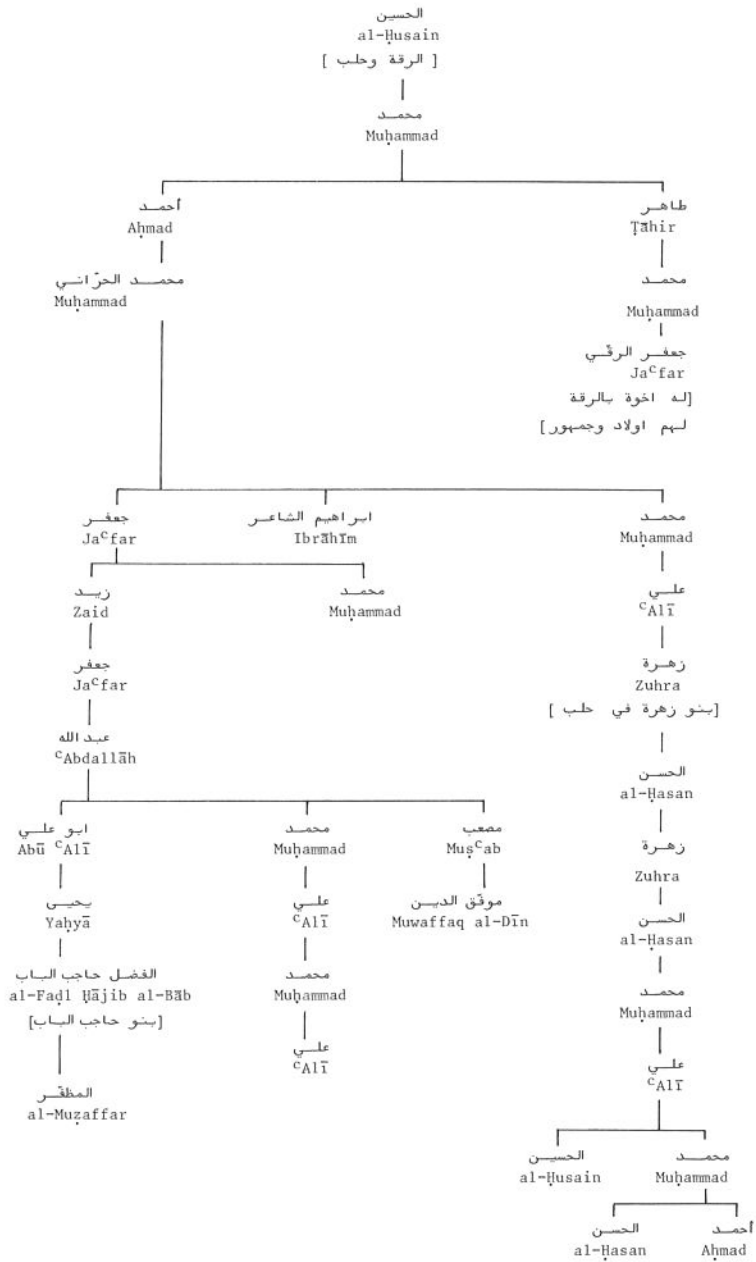 الحسين
al-Ḥusain
[ الرقة وحلب ]
محمد
Muḥammad
أحمد
Aḥmad
طاهر
Ṭāhir
محمد الحرّاني
Muḥammad
محمد
Muḥammad
جعفر الرقّي
Jaᶜfar
[له اخوة بالرقة
لهم اولاد وجمهور]
جعفر
Jaᶜfar
ابراهيم الشاعر
Ibrāhīm
محمد
Muḥammad
زيد
Zaid
محمد
Muḥammad
علي
ᶜAlī
جعفر
Jaᶜfar
زهرة
Zuhra
[بنو زهرة في حلب ]
عبد الله
ᶜAbdallāh
الحسن
al-Ḥasan
ابو علي
Abū ᶜAlī
محمد
Muḥammad
مصعب
Muṣᶜab
زهرة
Zuhra
يحيى
Yaḥyā
علي
ᶜAlī
موفّق الدين
Muwaffaq al-Dīn
الحسن
al-Ḥasan
الفضل حاجب الباب
al-Faḍl Ḥājib al-Bāb
[بنو حاجب الباب]
محمد
Muḥammad
محمد
Muḥammad
علي
ᶜAlī
علي
ᶜAlī
المظفّر
al-Muẓaffar
الحسين
al-Ḥusain
محمد
Muḥammad
الحسن
al-Ḥasan
أحمد
Aḥmad